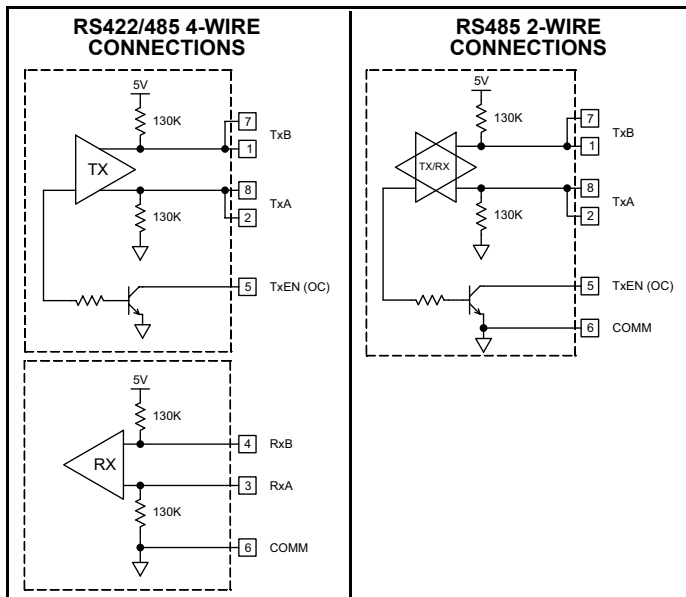 RS422/485 4-WIRE
CONNECTIONS
5V
130K
7
TxB
1
TX
8
TxA
130K
2
5
TxEN (OC)
5V
130K
4
RxB
RX
3
RxA
130K
6
COMM
RS485 2-WIRE
CONNECTIONS
5V
130K
7
TxB
1
TX/RX
8
TxA
130K
2
5
TxEN (OC)
6
COMM